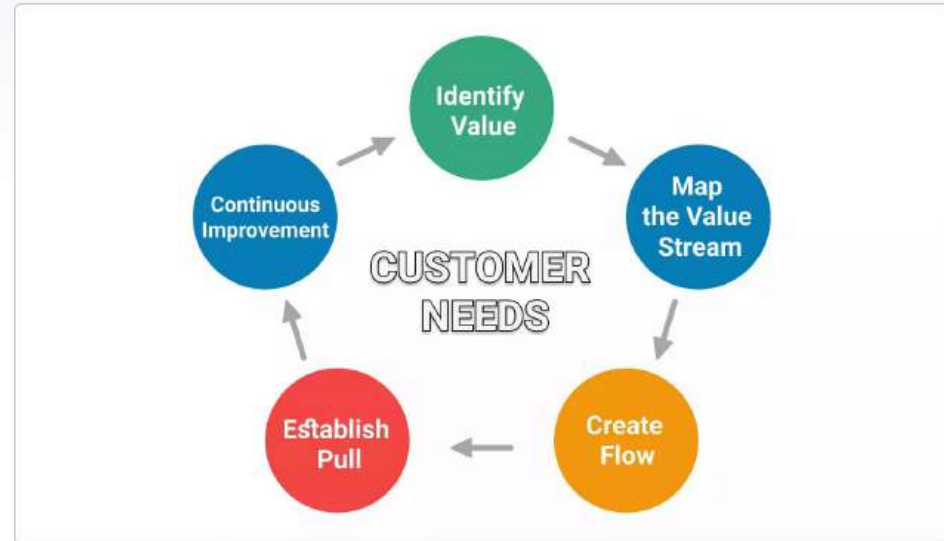 Identify
Value
Map
the Value
Stream
Create
Flow
Establish
Pull
Continuous
Improvement
CUSTOMER
NEEDS